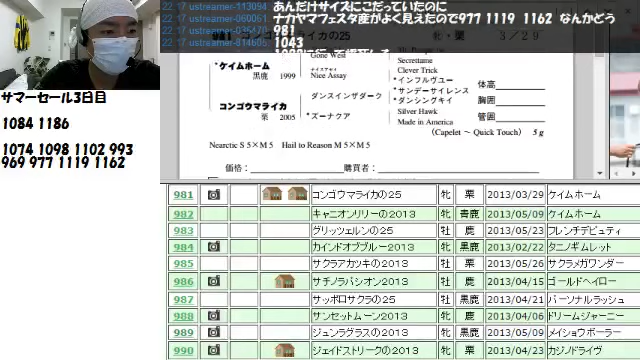 22 17 ustreamer-113094 あんだけサイズにこだっていたのに
22 17 ustreamer-060061 ナカヤマフェスタ産がよく見えたので977 1119 1162 なんかどう
981
22 17 ustreamer-814605 1043
牝・栗 3/29
Gone West
Nice Assay
Secrettame
Clever Trick
*ケイムホーム
黒鹿 1999
コンゴウマライカ
栗 2005
ダンスインザダーク
*ズーナクア
*インフルヴュー
*サンデーサイレンス
*ダンシングキイ
Silver Hawk
Made in America
体高
胸囲
管囲
(Capelet ～ Quick Touch) 5g
Nearctic S 5×M 5 Hail to Reason M 5×M 5
価格： 購買者：
サマーセール3日目
1084 1186
1074 1098 1102 993
969 977 1119 1162
981 コンゴウマライカの25 牝 栗 2013/03/29 ケイムホーム
982 キャニオンリリーの2013 牝 青鹿 2013/05/09 ケイムホーム
983 グリッツェルンの25 牡 鹿 2013/05/23 フレンチデピュティ
984 カインドオブブルー2013 牝 黒鹿 2013/02/22 タニノギムレット
985 サクラアカツキの2013 牡 栗 2013/05/26 サクラメガワンダー
986 サチノラパシオン2013 牡 鹿 2013/04/15 ゴールドヘイロー
987 サッポロサクラの25 牡 黒鹿 2013/04/21 パーソナルラッシュ
988 サンセットムーン2013 牝 鹿 2013/04/06 ドリームジャーニー
989 ジュンラグラスの2013 牝 黒鹿 2013/05/09 メイショウボーラー
990 ジェイドストリークの2013 牝 栗 2013/04/23 カジノドライヴ